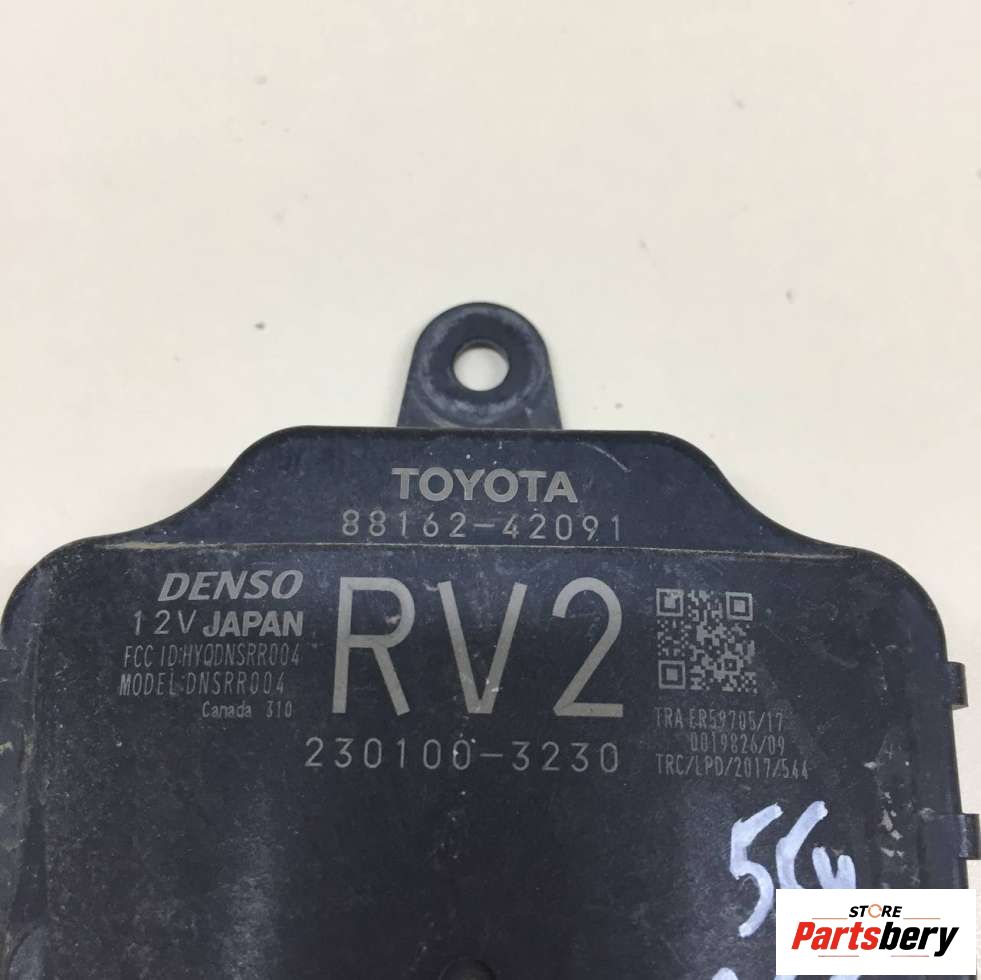 TOYOTA
88162-42091
DENSO
12V JAPAN
FCC ID:HYQDNSRR004
MODEL:DNSRR004
Canada 310
RV2
230100-3230
TRA ER59705/17
0019826/09
TRC/LPD/2017/544
STORE
Partsbery